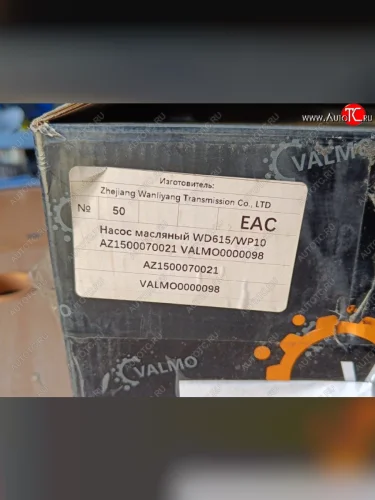 www.AutoTC.ru
VALMO
Изготовитель:
Zhejiang Wanliyang Transmission Co., LTD
№ 50
EAC
Насос масляный WD615/WP10
AZ1500070021 VALMO0000098
AZ1500070021
VALMO0000098
VALMO